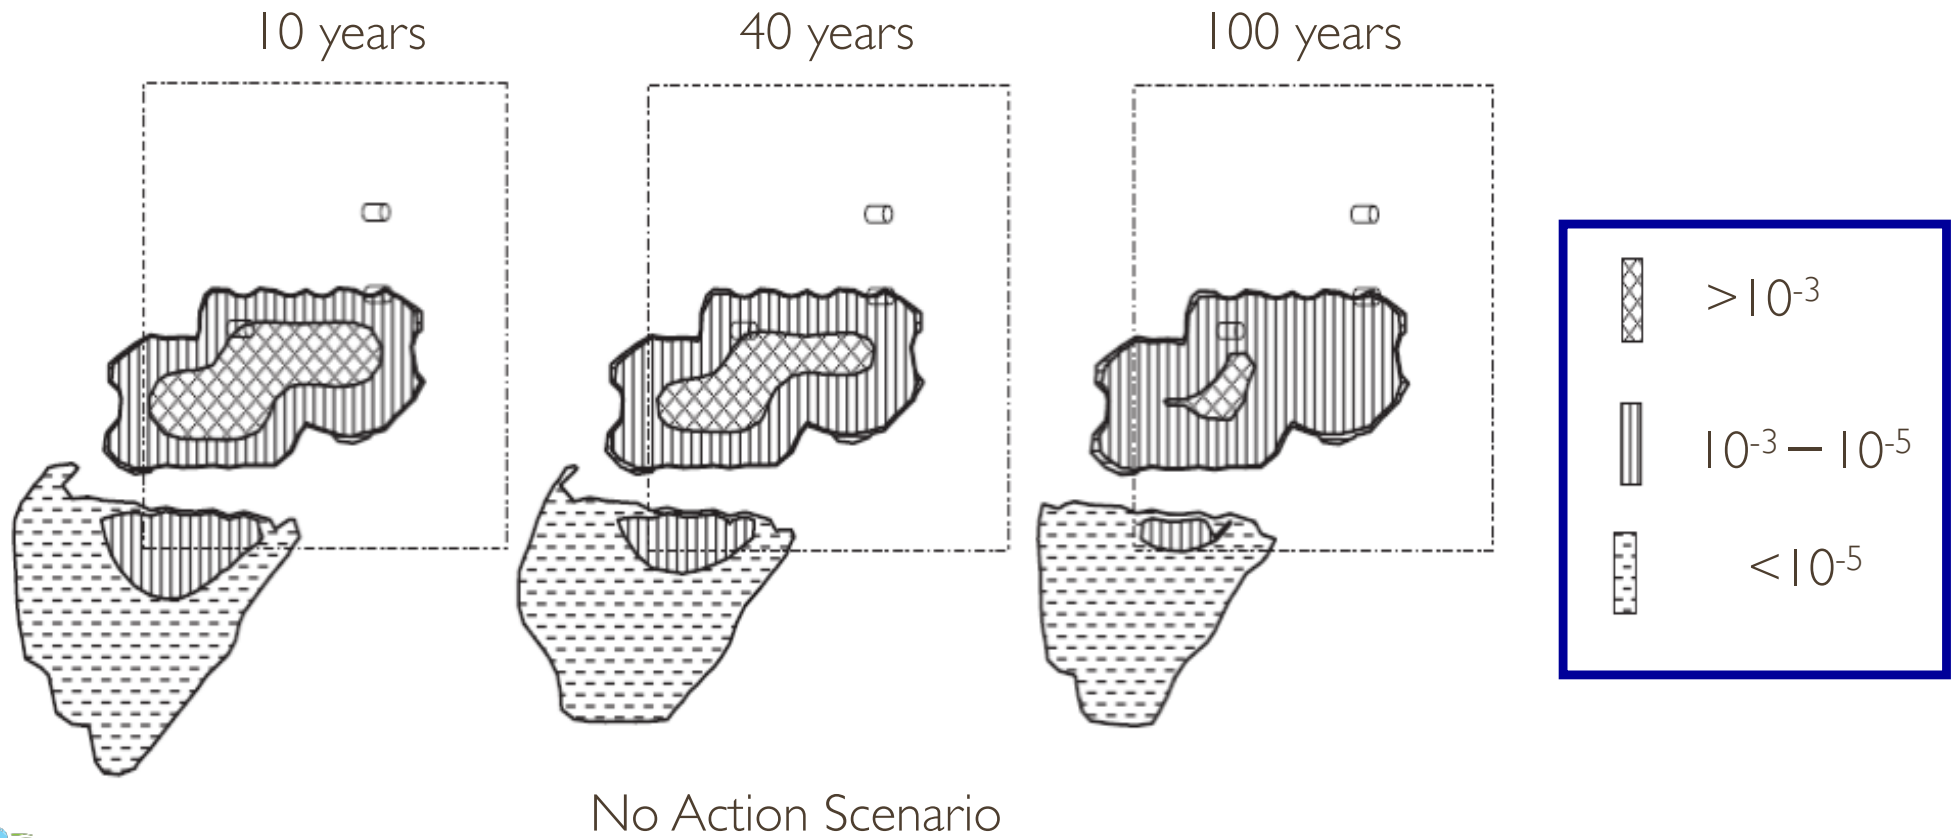 10 years
40 years
100 years
>10⁻³
10⁻³ – 10⁻⁵
<10⁻⁵
No Action Scenario